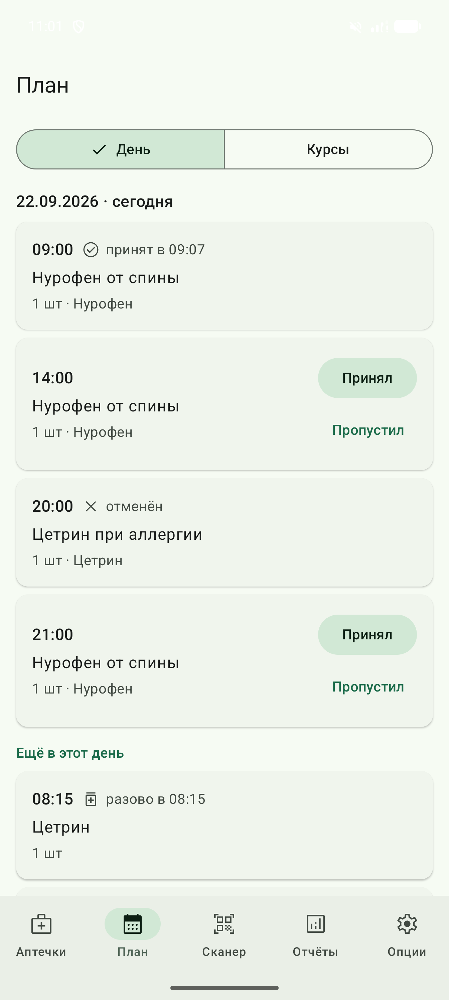 11:01
План
День
Курсы
22.09.2026 · сегодня
09:00 принят в 09:07
Нурофен от спины
1 шт · Нурофен
14:00
Принял
Нурофен от спины
1 шт · Нурофен
Пропустил
20:00 отменён
Цетрин при аллергии
1 шт · Цетрин
21:00
Принял
Нурофен от спины
1 шт · Нурофен
Пропустил
Ещё в этот день
08:15 разово в 08:15
Цетрин
1 шт
Аптечки
План
Сканер
Отчёты
Опции